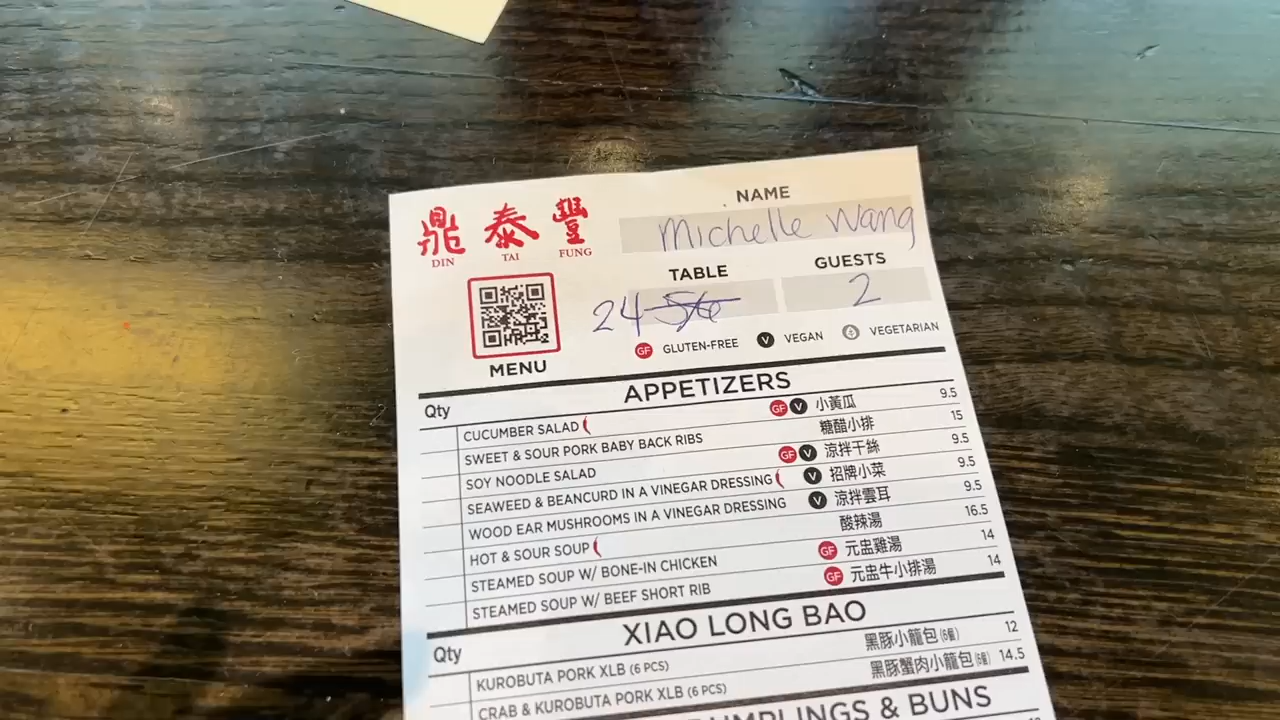 鼎 泰 豐
DIN TAI FUNG
NAME
Michelle Wang
TABLE
24 56
GUESTS
2
MENU
GF GLUTEN-FREE V VEGAN VEGETARIAN
Qty APPETIZERS
CUCUMBER SALAD GF V 小黃瓜 9.5
SWEET & SOUR PORK BABY BACK RIBS 糖醋小排 15
SOY NOODLE SALAD GF V 涼拌干絲 9.5
SEAWEED & BEANCURD IN A VINEGAR DRESSING V 招牌小菜 9.5
WOOD EAR MUSHROOMS IN A VINEGAR DRESSING V 涼拌雲耳 9.5
HOT & SOUR SOUP 酸辣湯 16.5
STEAMED SOUP W/ BONE-IN CHICKEN GF 元盅雞湯 14
STEAMED SOUP W/ BEEF SHORT RIB GF 元盅牛小排湯 14
Qty XIAO LONG BAO
KUROBUTA PORK XLB (6 PCS) 黑豚小籠包(6個) 12
CRAB & KUROBUTA PORK XLB (6 PCS) 黑豚蟹肉小籠包(6個) 14.5
DUMPLINGS & BUNS